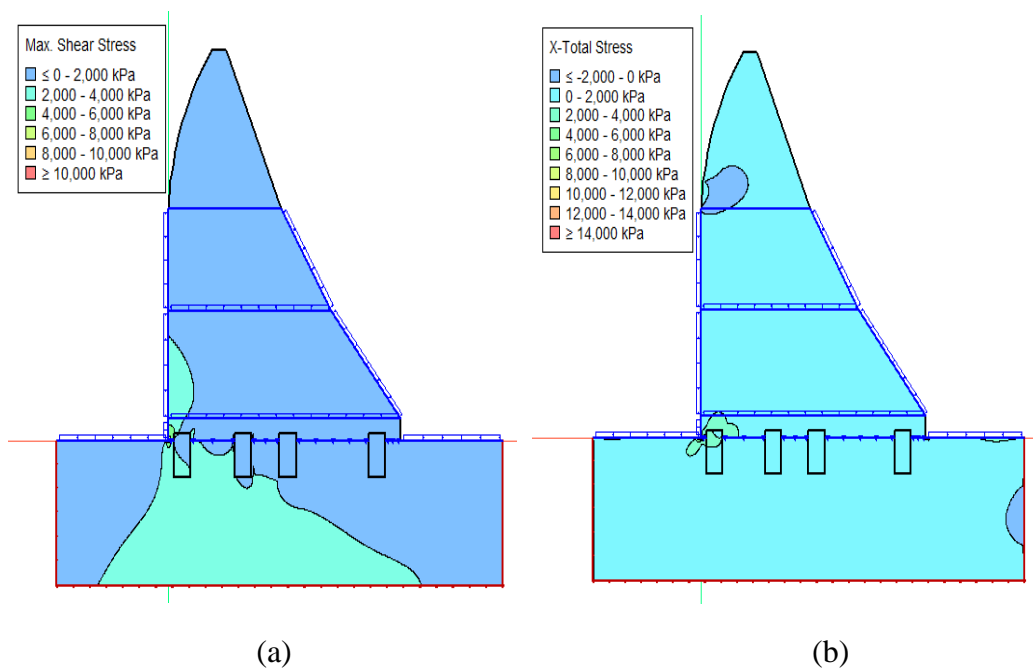 Max. Shear Stress
≤ 0 - 2,000 kPa
2,000 - 4,000 kPa
4,000 - 6,000 kPa
6,000 - 8,000 kPa
8,000 - 10,000 kPa
≥ 10,000 kPa
X-Total Stress
≤ -2,000 - 0 kPa
0 - 2,000 kPa
2,000 - 4,000 kPa
4,000 - 6,000 kPa
6,000 - 8,000 kPa
8,000 - 10,000 kPa
10,000 - 12,000 kPa
12,000 - 14,000 kPa
≥ 14,000 kPa
(a)
(b)